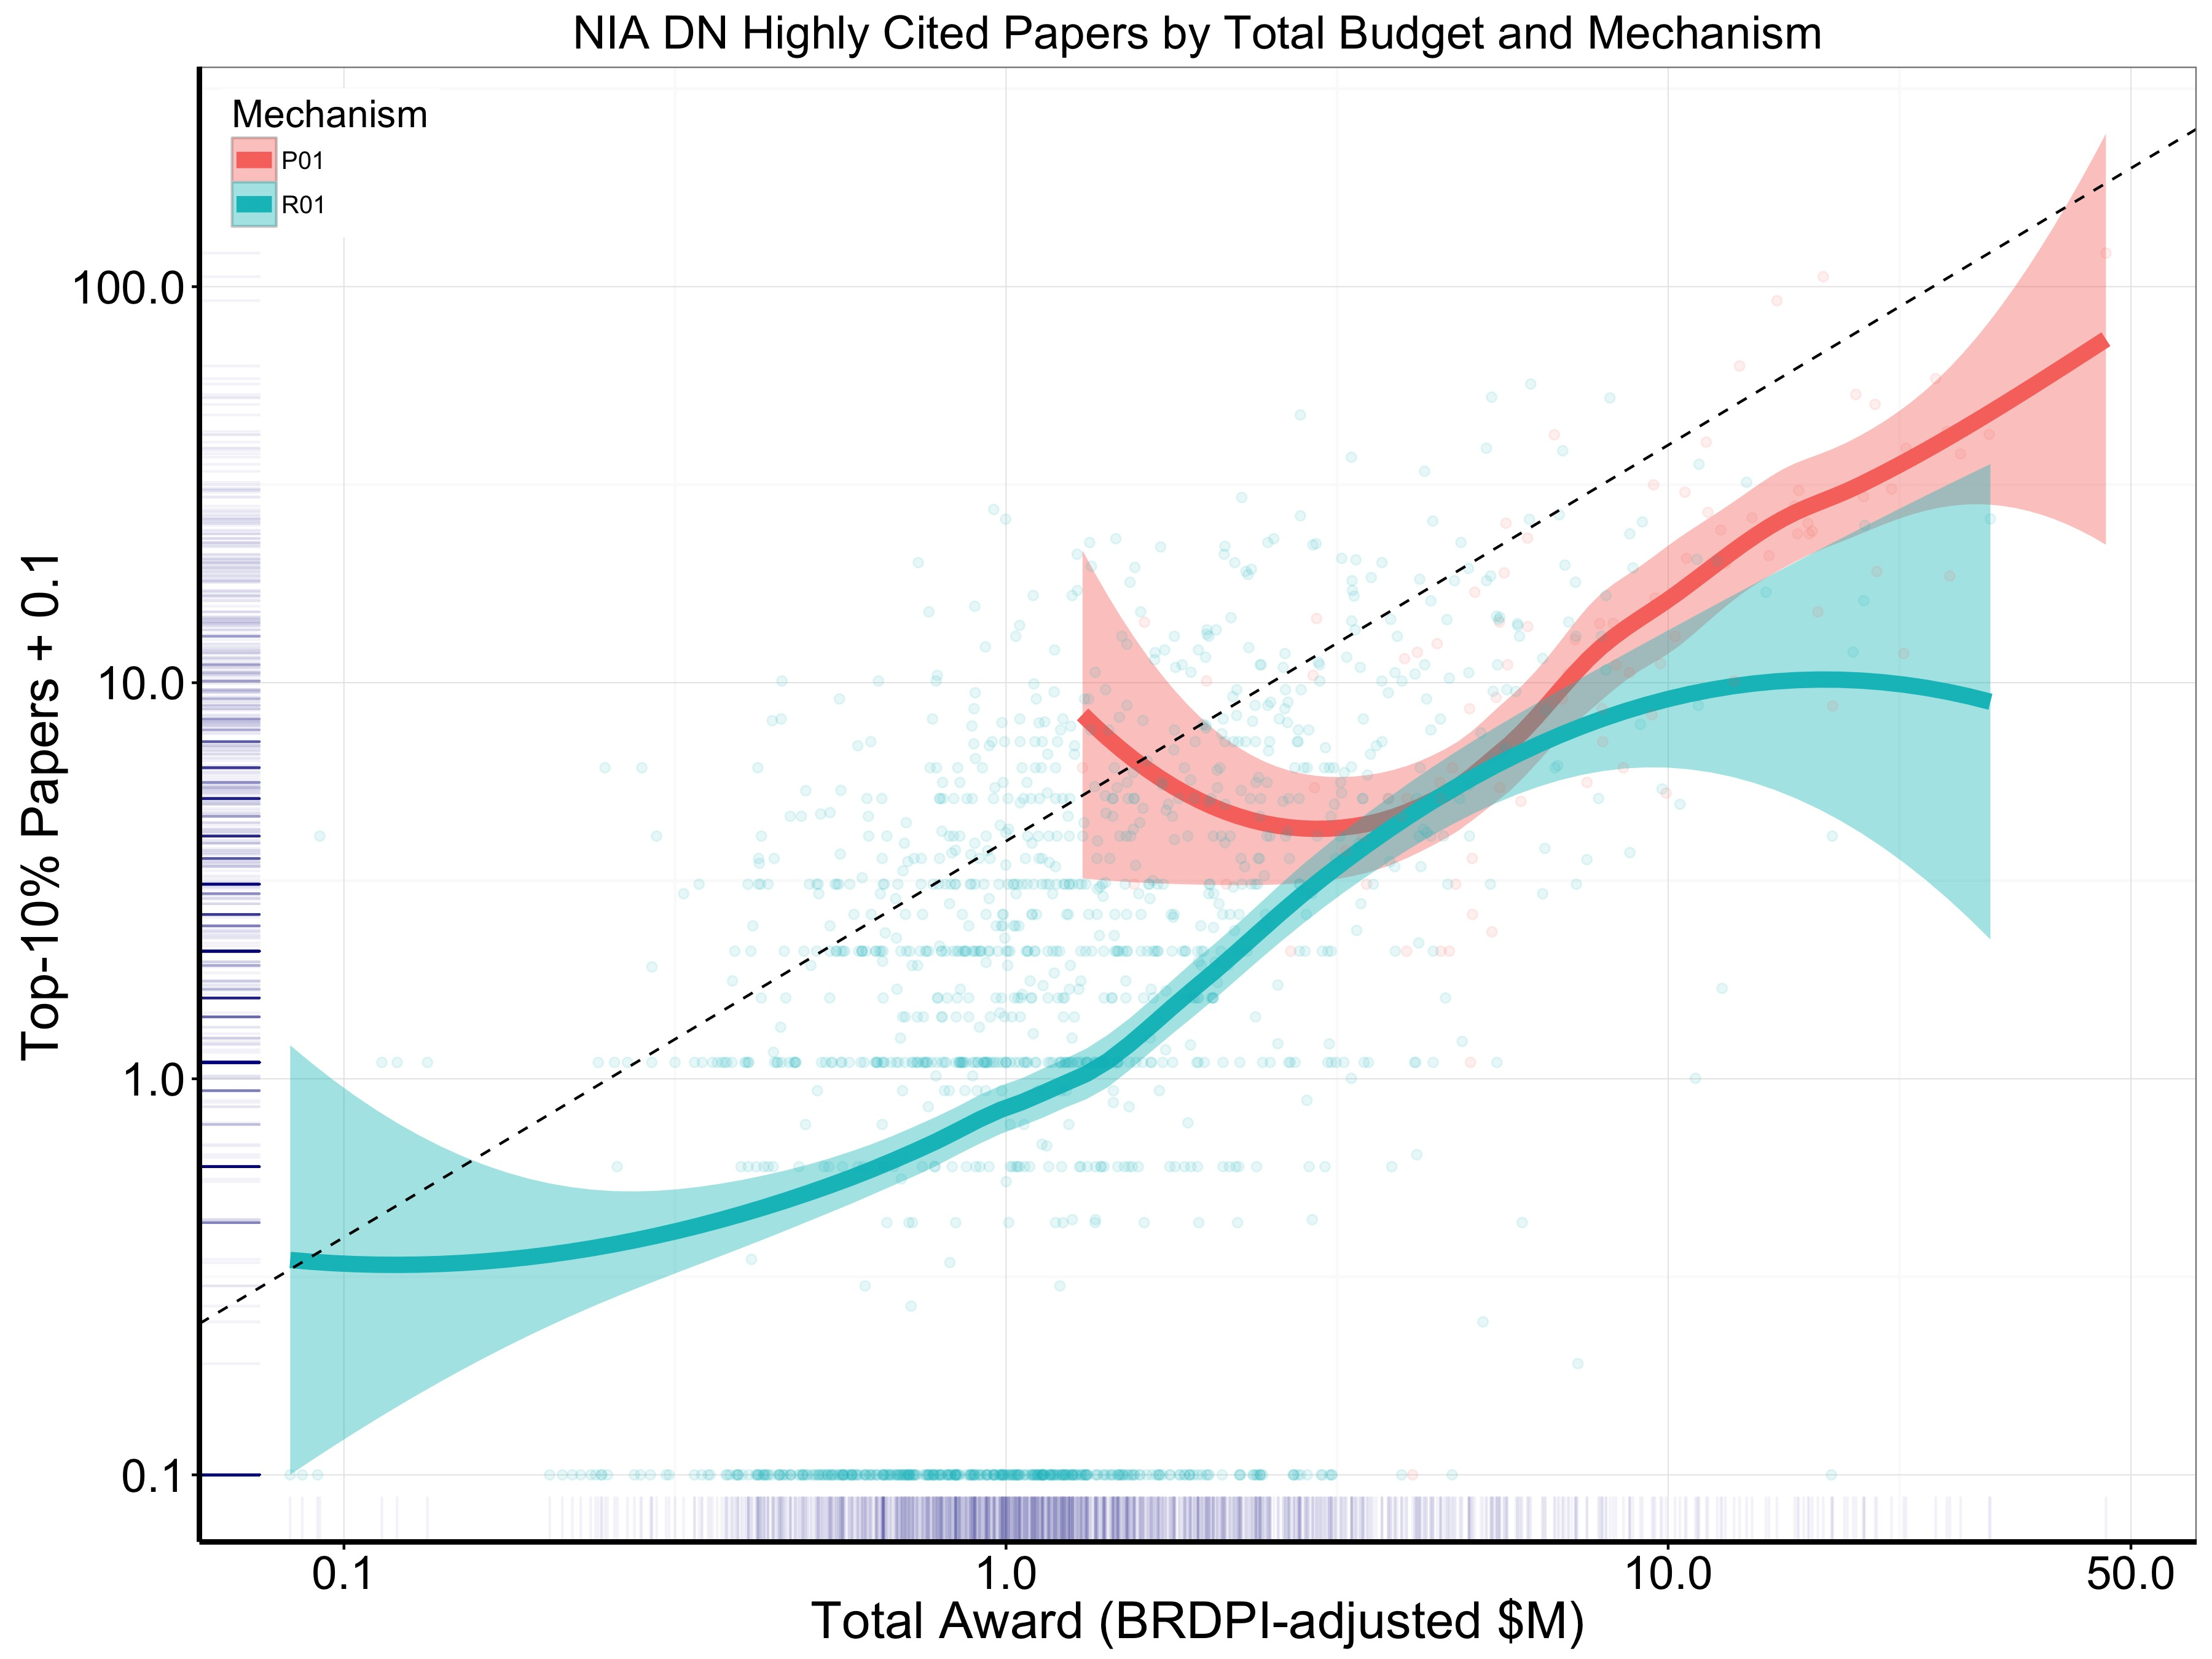 NIA DN Highly Cited Papers by Total Budget and Mechanism
Mechanism
P01
R01
100.0
10.0
1.0
0.1
Top-10% Papers + 0.1
0.1
1.0
10.0
50.0
Total Award (BRDPI-adjusted $M)